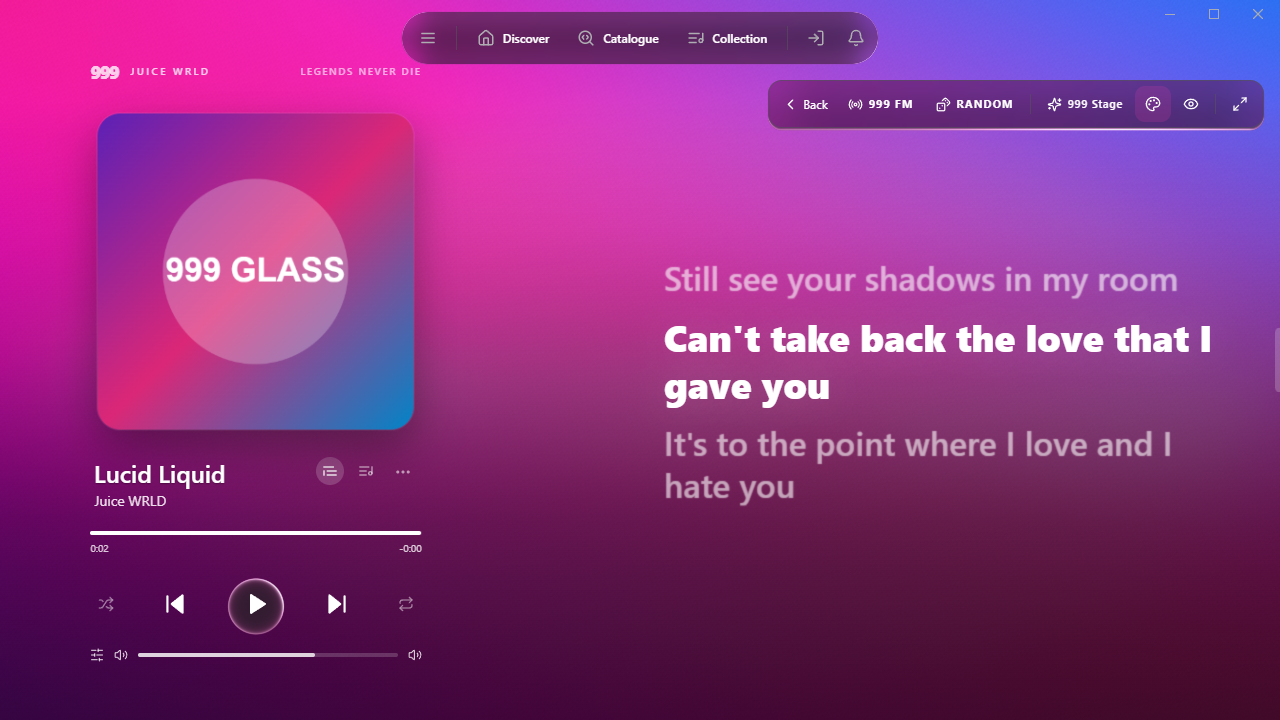 Discover Catalogue Collection
999 JUICE WRLD LEGENDS NEVER DIE
Back 999 FM RANDOM 999 Stage
999 GLASS
Still see your shadows in my room
Can't take back the love that I
gave you
It's to the point where I love and I
hate you
Lucid Liquid
Juice WRLD
0:02 -0:00